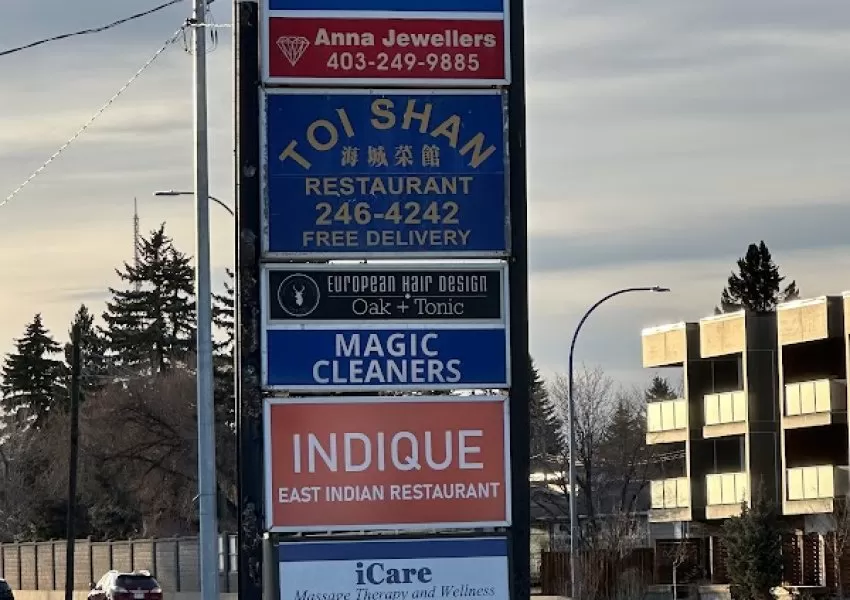 Anna Jewellers
403-249-9885
TOI SHAN
海城菜館
RESTAURANT
246-4242
FREE DELIVERY
EUROPEAN HAIR DESIGN
Oak + Tonic
MAGIC
CLEANERS
INDIQUE
EAST INDIAN RESTAURANT
iCare
Massage Therapy and Wellness